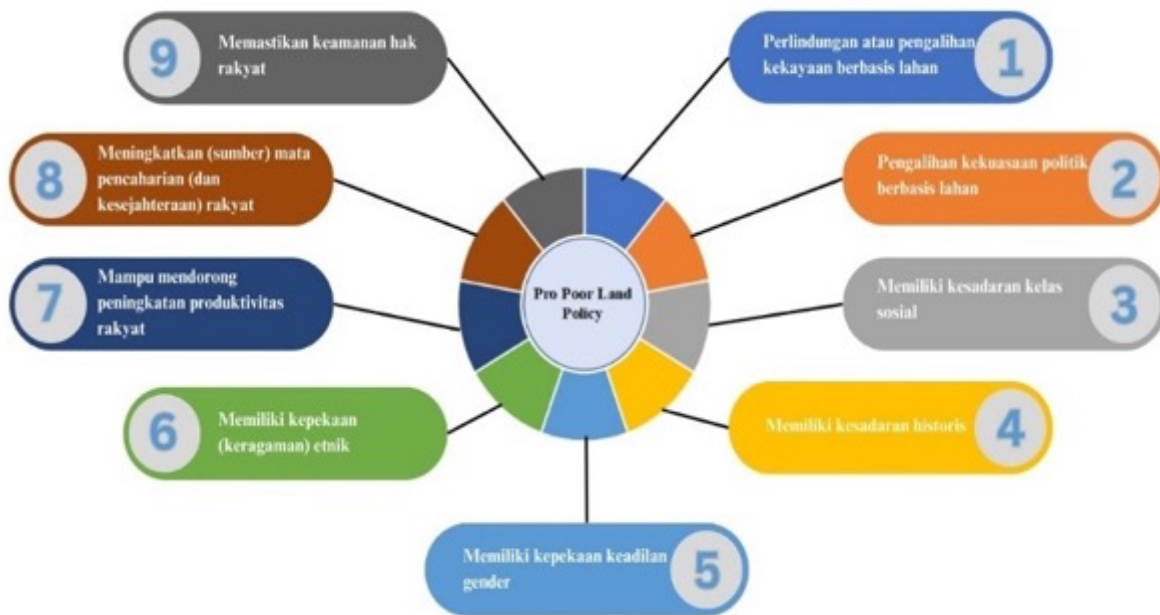 Pro Poor Land
Policy
1
Perlindungan atau pengalihan
kekayaan berbasis lahan
2
Pengalihan kekuasaan politik
berbasis lahan
3
Memiliki kesadaran kelas
sosial
4
Memiliki kesadaran historis
5
Memiliki kepekaan keadilan
gender
6
Memiliki kepekaan
(keragaman) etnik
7
Mampu mendorong
peningkatan produktivitas
rakyat
8
Meningkatkan (sumber) mata
pencaharian (dan
kesejahteraan) rakyat
9
Memastikan keamanan hak
rakyat